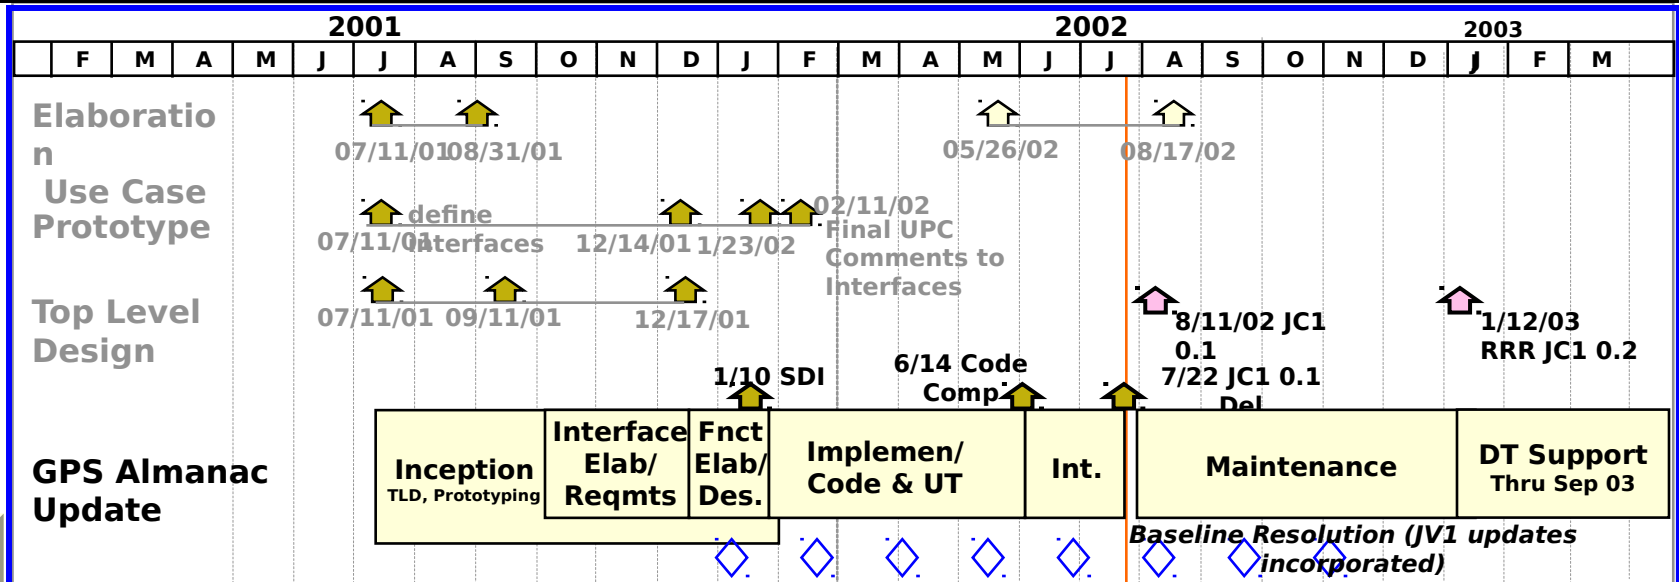 2001 2002 2003
F M A M J J A S O N D J F M A M J J A S O N D J F M
Elaboratio
n
07/11/01 08/31/01 05/26/02 08/17/02
Use Case
Prototype
define
Interfaces
07/11/01 12/14/01 1/23/02 02/11/02
Final UPC
Comments to
Interfaces
Top Level
Design
07/11/01 09/11/01 12/17/01
8/11/02 JC1
0.1
1/12/03
RRR JC1 0.2
1/10 SDI
6/14 Code
Comp
7/22 JC1 0.1
Del
GPS Almanac
Update
Inception
TLD, Prototyping
Interface
Elab/
Reqmts
Fnct
Elab/
Des.
Implemen/
Code & UT
Int.
Maintenance
DT Support
Thru Sep 03
Baseline Resolution (JV1 updates
incorporated)